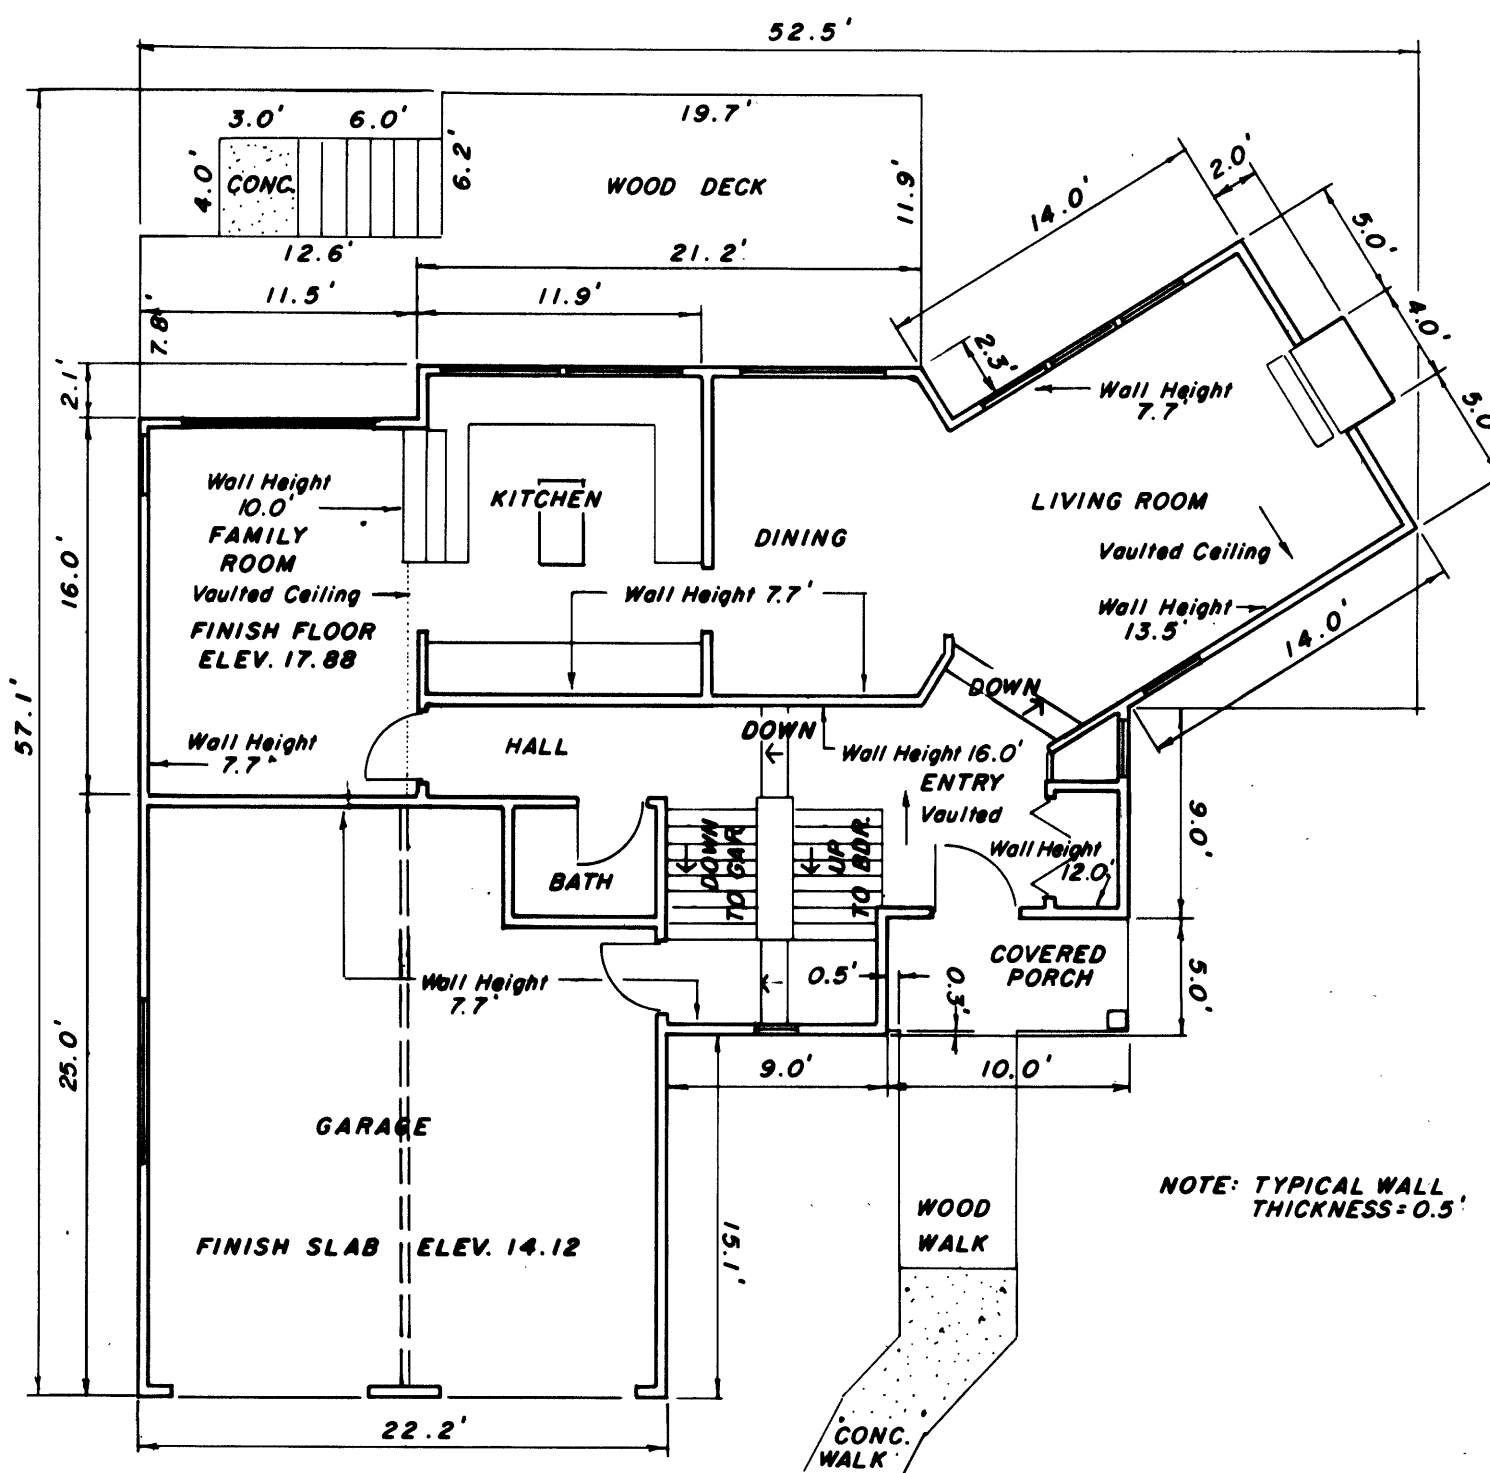 52.5'
3.0'
6.0'
19.7'
4.0'
CONC.
6.2'
WOOD DECK
11.9'
14.0'
2.0'
5.0'
12.6'
21.2'
11.5'
11.9'
7.8'
4.0'
2.1'
2.3'
Wall Height
7.7'
5.0'
Wall Height
10.0'
FAMILY
ROOM
Vaulted Ceiling
KITCHEN
DINING
LIVING ROOM
Vaulted Ceiling
16.0'
Wall Height 7.7'
Wall Height
13.5'
14.0'
FINISH FLOOR
ELEV. 17.88
57.1'
DOWN
Wall Height
7.7'
HALL
DOWN
Wall Height 16.0'
ENTRY
Vaulted
9.0'
DOWN
TO GAR.
UP
TO BDR.
Wall Height
12.0'
BATH
COVERED
PORCH
Wall Height
7.7'
0.5'
0.3'
5.0'
25.0'
9.0'
10.0'
GARAGE
NOTE: TYPICAL WALL
THICKNESS = 0.5'
WOOD
WALK
15.1'
FINISH SLAB ELEV. 14.12
22.2'
CONC.
WALK